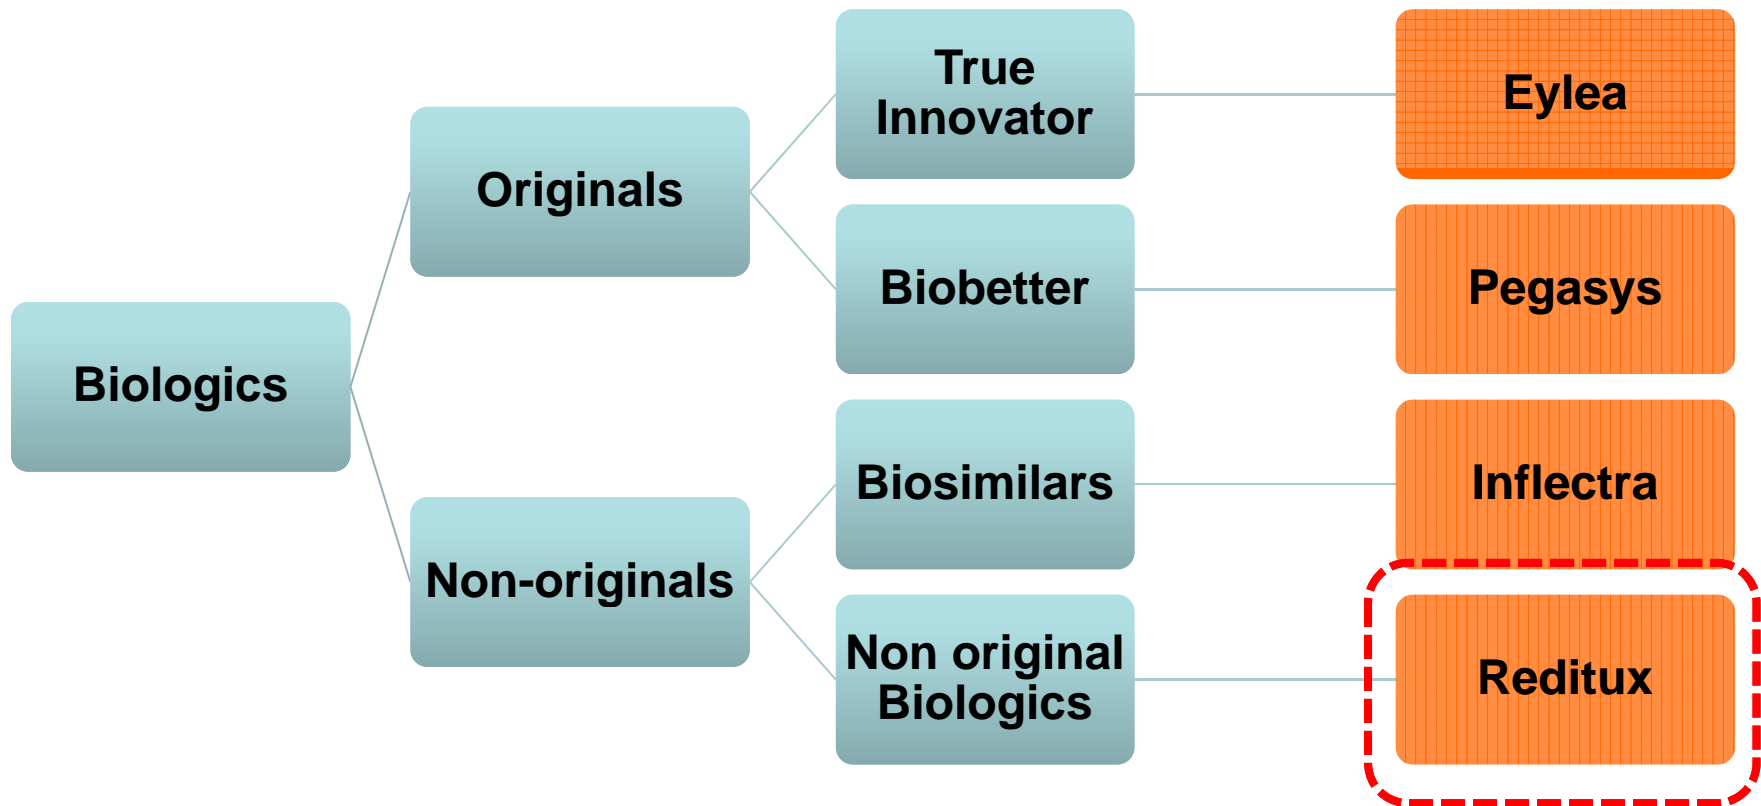 Biologics
Originals
Non-originals
True
Innovator
Biobetter
Biosimilars
Non original
Biologics
Eylea
Pegasys
Inflectra
Reditux